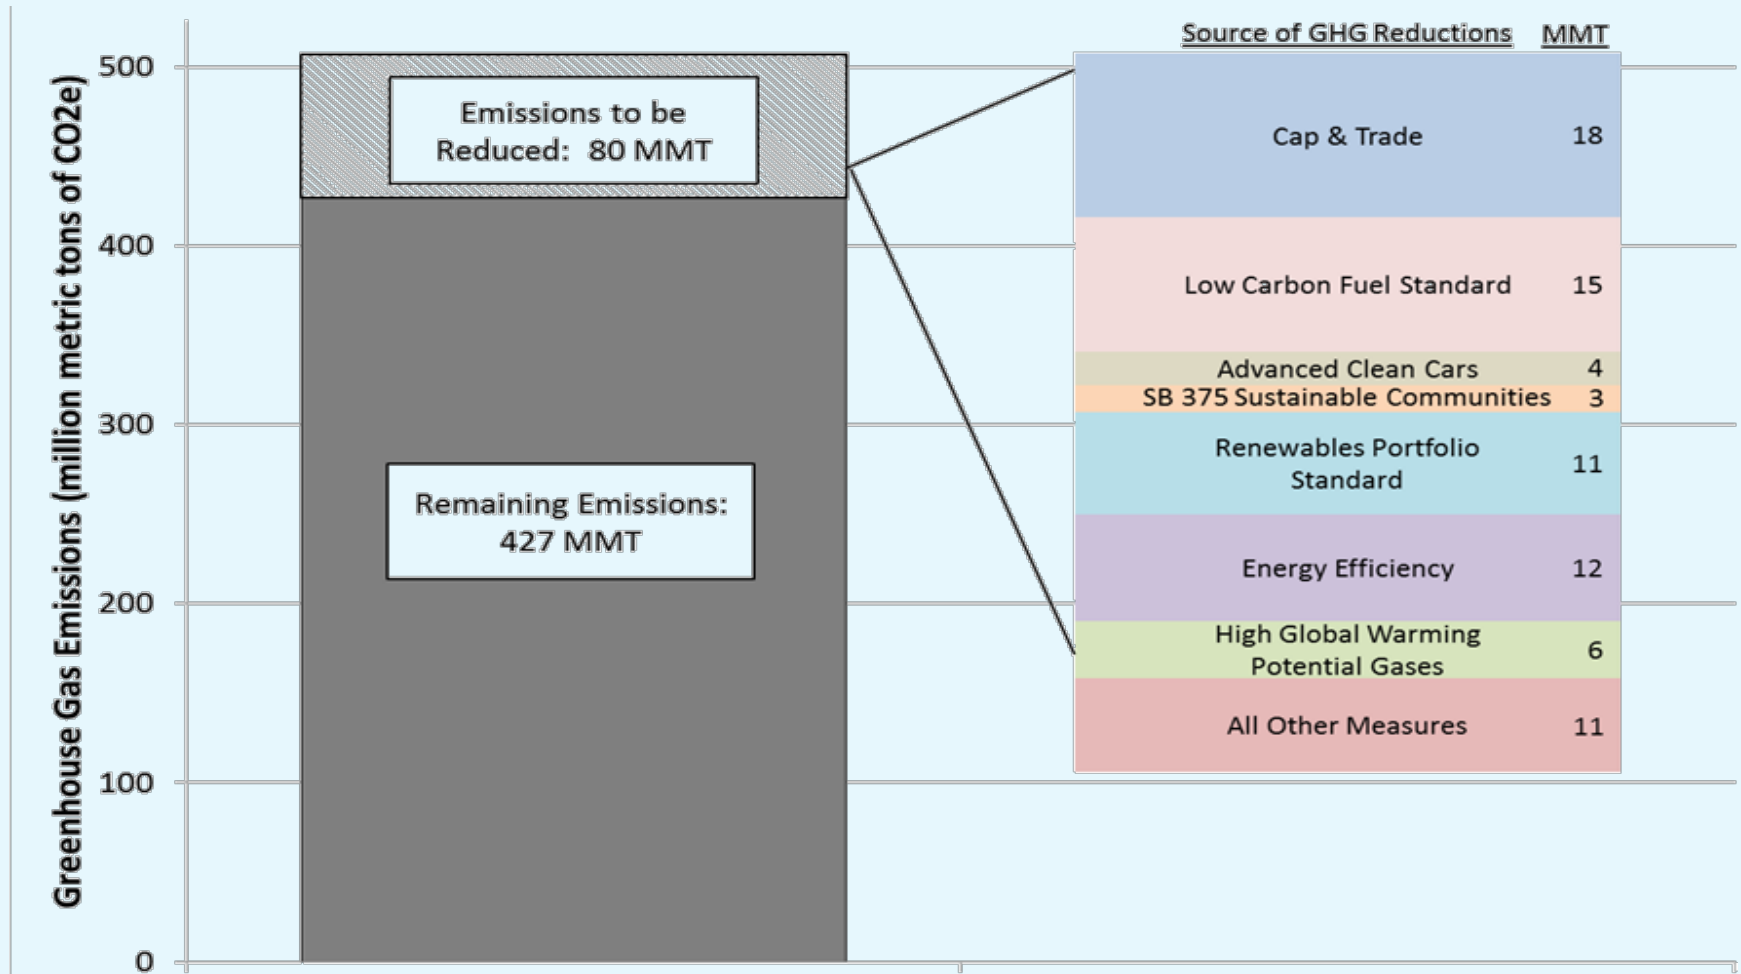 Greenhouse Gas Emissions (million metric tons of CO2e)
500
400
300
200
100
0
Emissions to be
Reduced: 80 MMT
Remaining Emissions:
427 MMT
Source of GHG Reductions MMT
Cap & Trade 18
Low Carbon Fuel Standard 15
Advanced Clean Cars 4
SB 375 Sustainable Communities 3
Renewables Portfolio
Standard 11
Energy Efficiency 12
High Global Warming
Potential Gases 6
All Other Measures 11